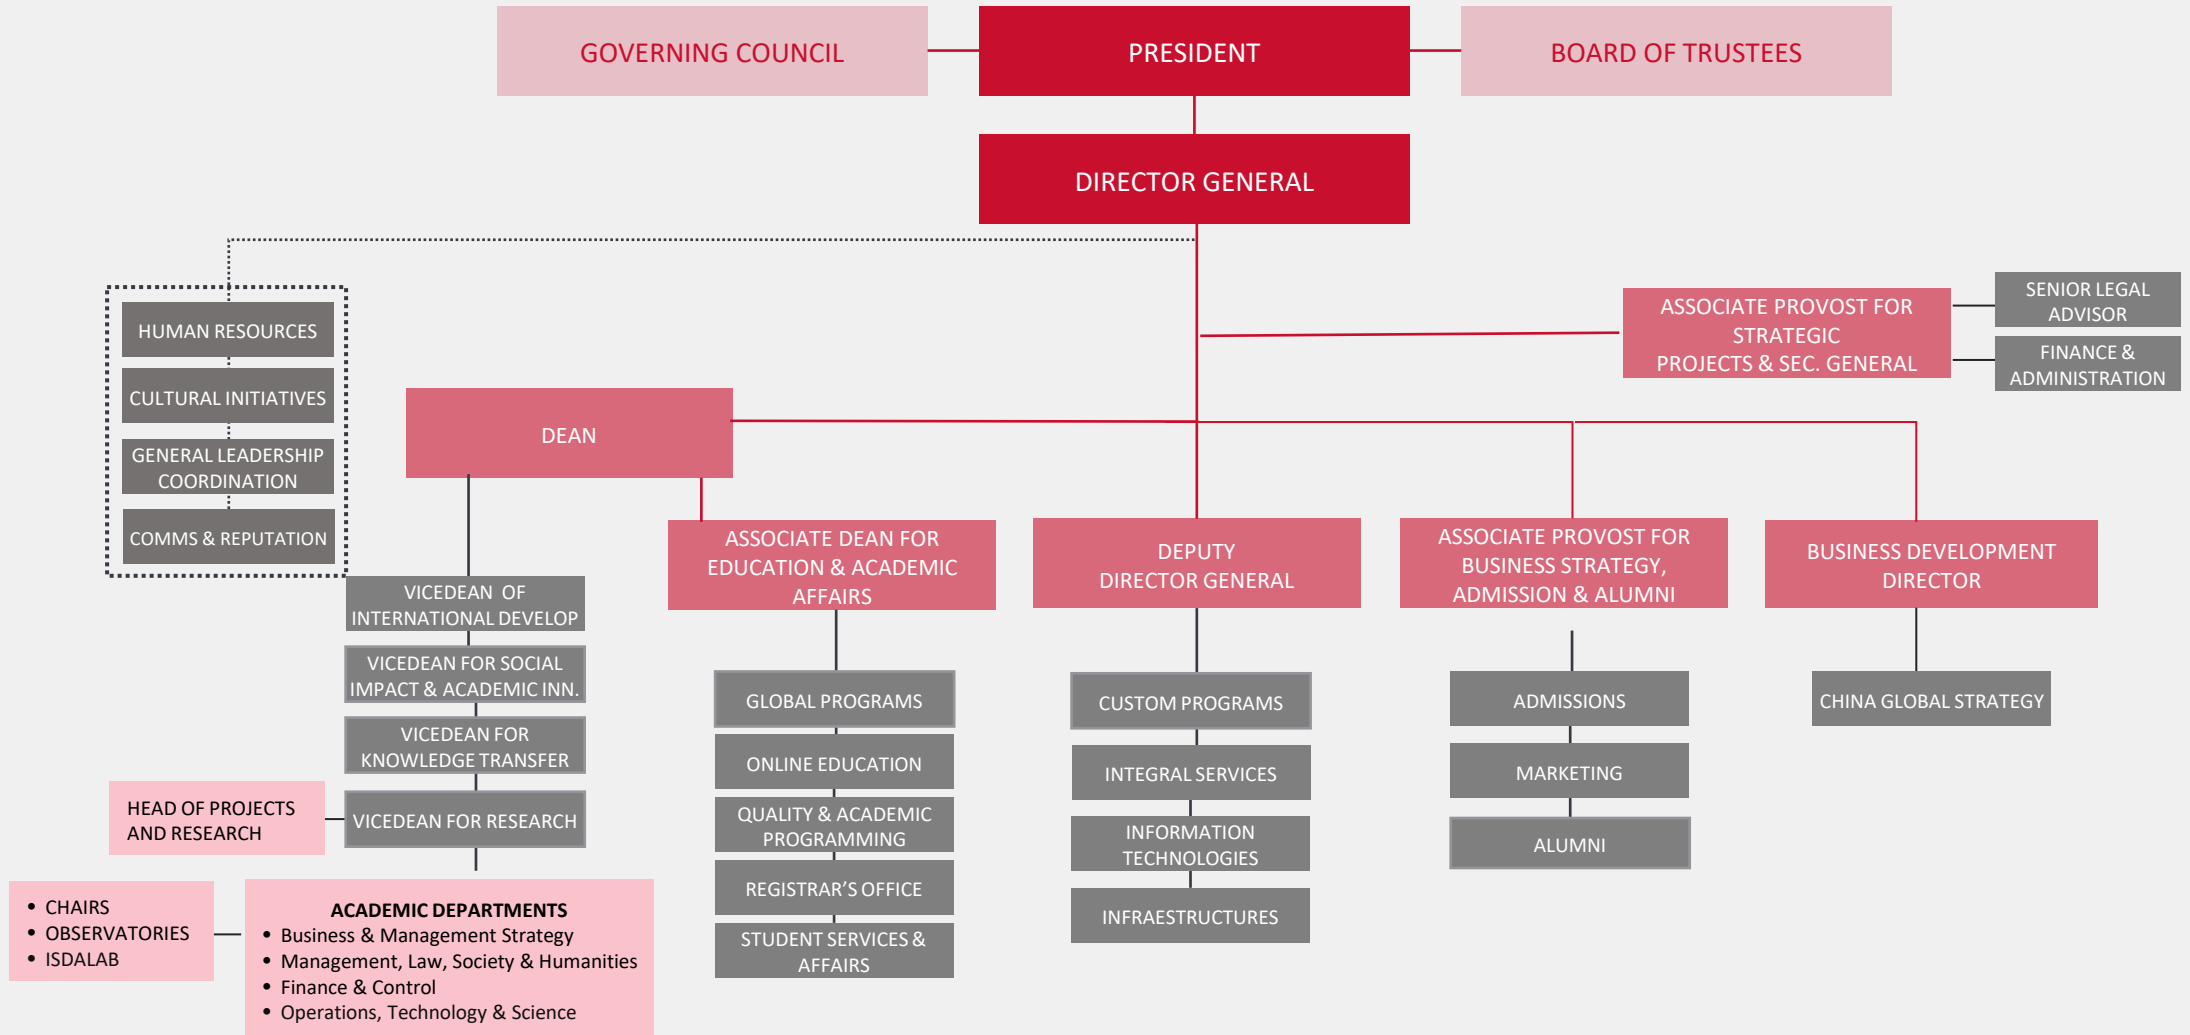 GOVERNING COUNCIL
PRESIDENT
BOARD OF TRUSTEES
DIRECTOR GENERAL
HUMAN RESOURCES
CULTURAL INITIATIVES
GENERAL LEADERSHIP
COORDINATION
COMMS & REPUTATION
ASSOCIATE PROVOST FOR
STRATEGIC
PROJECTS & SEC. GENERAL
SENIOR LEGAL
ADVISOR
FINANCE &
ADMINISTRATION
DEAN
VICEDEAN OF
INTERNATIONAL DEVELOP
VICEDEAN FOR SOCIAL
IMPACT & ACADEMIC INN.
VICEDEAN FOR
KNOWLEDGE TRANSFER
VICEDEAN FOR RESEARCH
HEAD OF PROJECTS
AND RESEARCH
• CHAIRS
• OBSERVATORIES
• ISDALAB
ACADEMIC DEPARTMENTS
• Business & Management Strategy
• Management, Law, Society & Humanities
• Finance & Control
• Operations, Technology & Science
ASSOCIATE DEAN FOR
EDUCATION & ACADEMIC
AFFAIRS
GLOBAL PROGRAMS
ONLINE EDUCATION
QUALITY & ACADEMIC
PROGRAMMING
REGISTRAR’S OFFICE
STUDENT SERVICES &
AFFAIRS
DEPUTY
DIRECTOR GENERAL
CUSTOM PROGRAMS
INTEGRAL SERVICES
INFORMATION
TECHNOLOGIES
INFRAESTRUCTURES
ASSOCIATE PROVOST FOR
BUSINESS STRATEGY,
ADMISSION & ALUMNI
ADMISSIONS
MARKETING
ALUMNI
BUSINESS DEVELOPMENT
DIRECTOR
CHINA GLOBAL STRATEGY